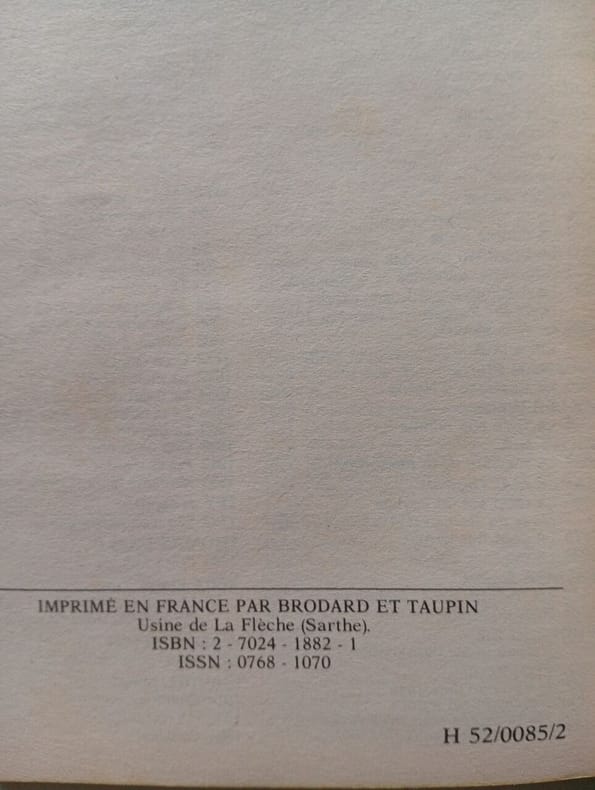 IMPRIMÉ EN FRANCE PAR BRODARD ET TAUPIN
Usine de La Flèche (Sarthe).
ISBN : 2 - 7024 - 1882 - 1
ISSN : 0768 - 1070
H 52/0085/2